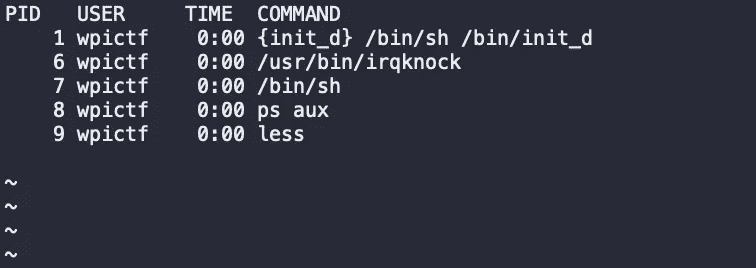 PID   USER     TIME  COMMAND
    1 wpictf    0:00 {init_d} /bin/sh /bin/init_d
    6 wpictf    0:00 /usr/bin/irqknock
    7 wpictf    0:00 /bin/sh
    8 wpictf    0:00 ps aux
    9 wpictf    0:00 less
~
~
~
~